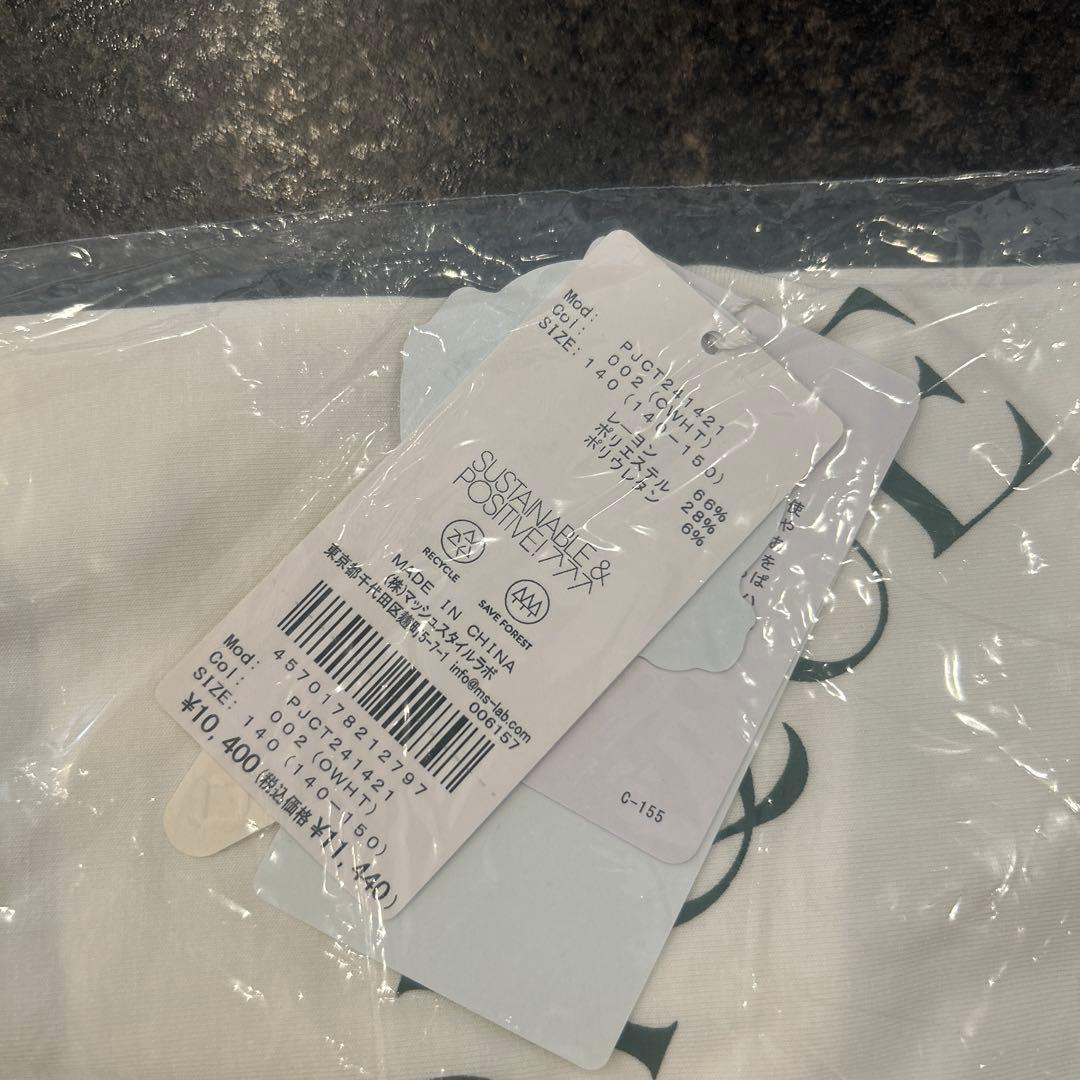 Mod: PJCT241421
Col: 002(OWHT)
SIZE: 140(140-150)
レーヨン 66%
ポリエステル 28%
ポリウレタン 6%
SUSTAINABLE &
POSITIVE! ﾌﾌﾌ
RECYCLE
SAVE FOREST
MADE IN CHINA
(株)マッシュスタイルラボ
東京都千代田区麹町5-7-1 info@ms-lab.com
006157
4570178212797
Mod: PJCT241421
Col: 002(OWHT)
SIZE: 140(140-150)
¥10,400(税込価格 ¥11,440)
C-155